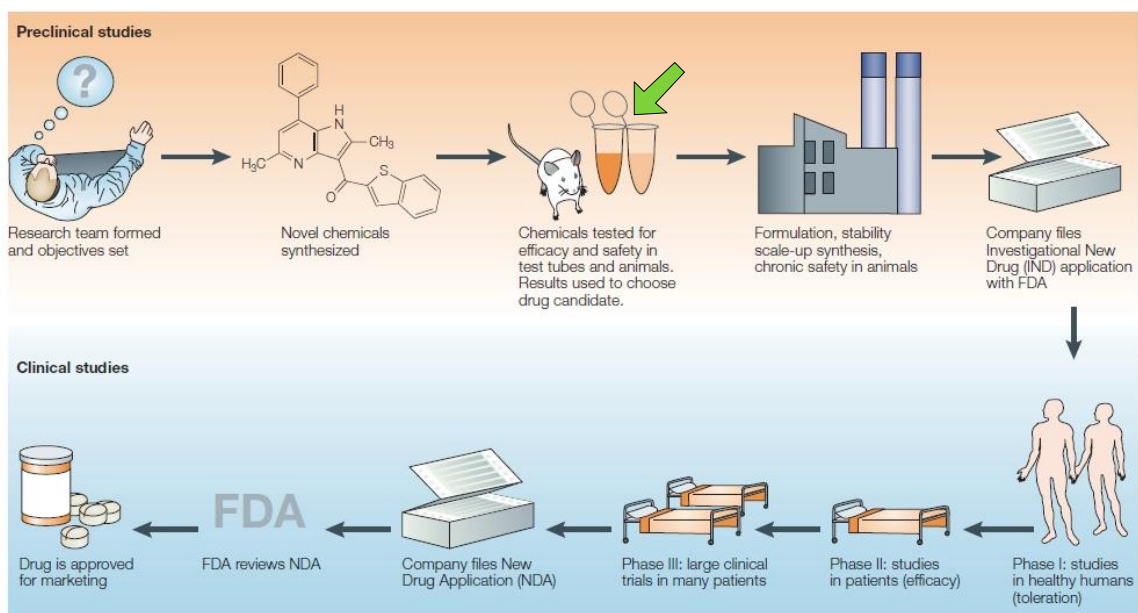 Preclinical studies
?
H
N
CH₃
H₃C
N
S
O
Research team formed
and objectives set
Novel chemicals
synthesized
Chemicals tested for
efficacy and safety in
test tubes and animals.
Results used to choose
drug candidate.
Formulation, stability
scale-up synthesis,
chronic safety in animals
Company files
Investigational New
Drug (IND) application
with FDA
Clinical studies
Drug is approved
for marketing
FDA
FDA reviews NDA
Company files New
Drug Application (NDA)
Phase III: large clinical
trials in many patients
Phase II: studies
in patients (efficacy)
Phase I: studies
in healthy humans
(toleration)